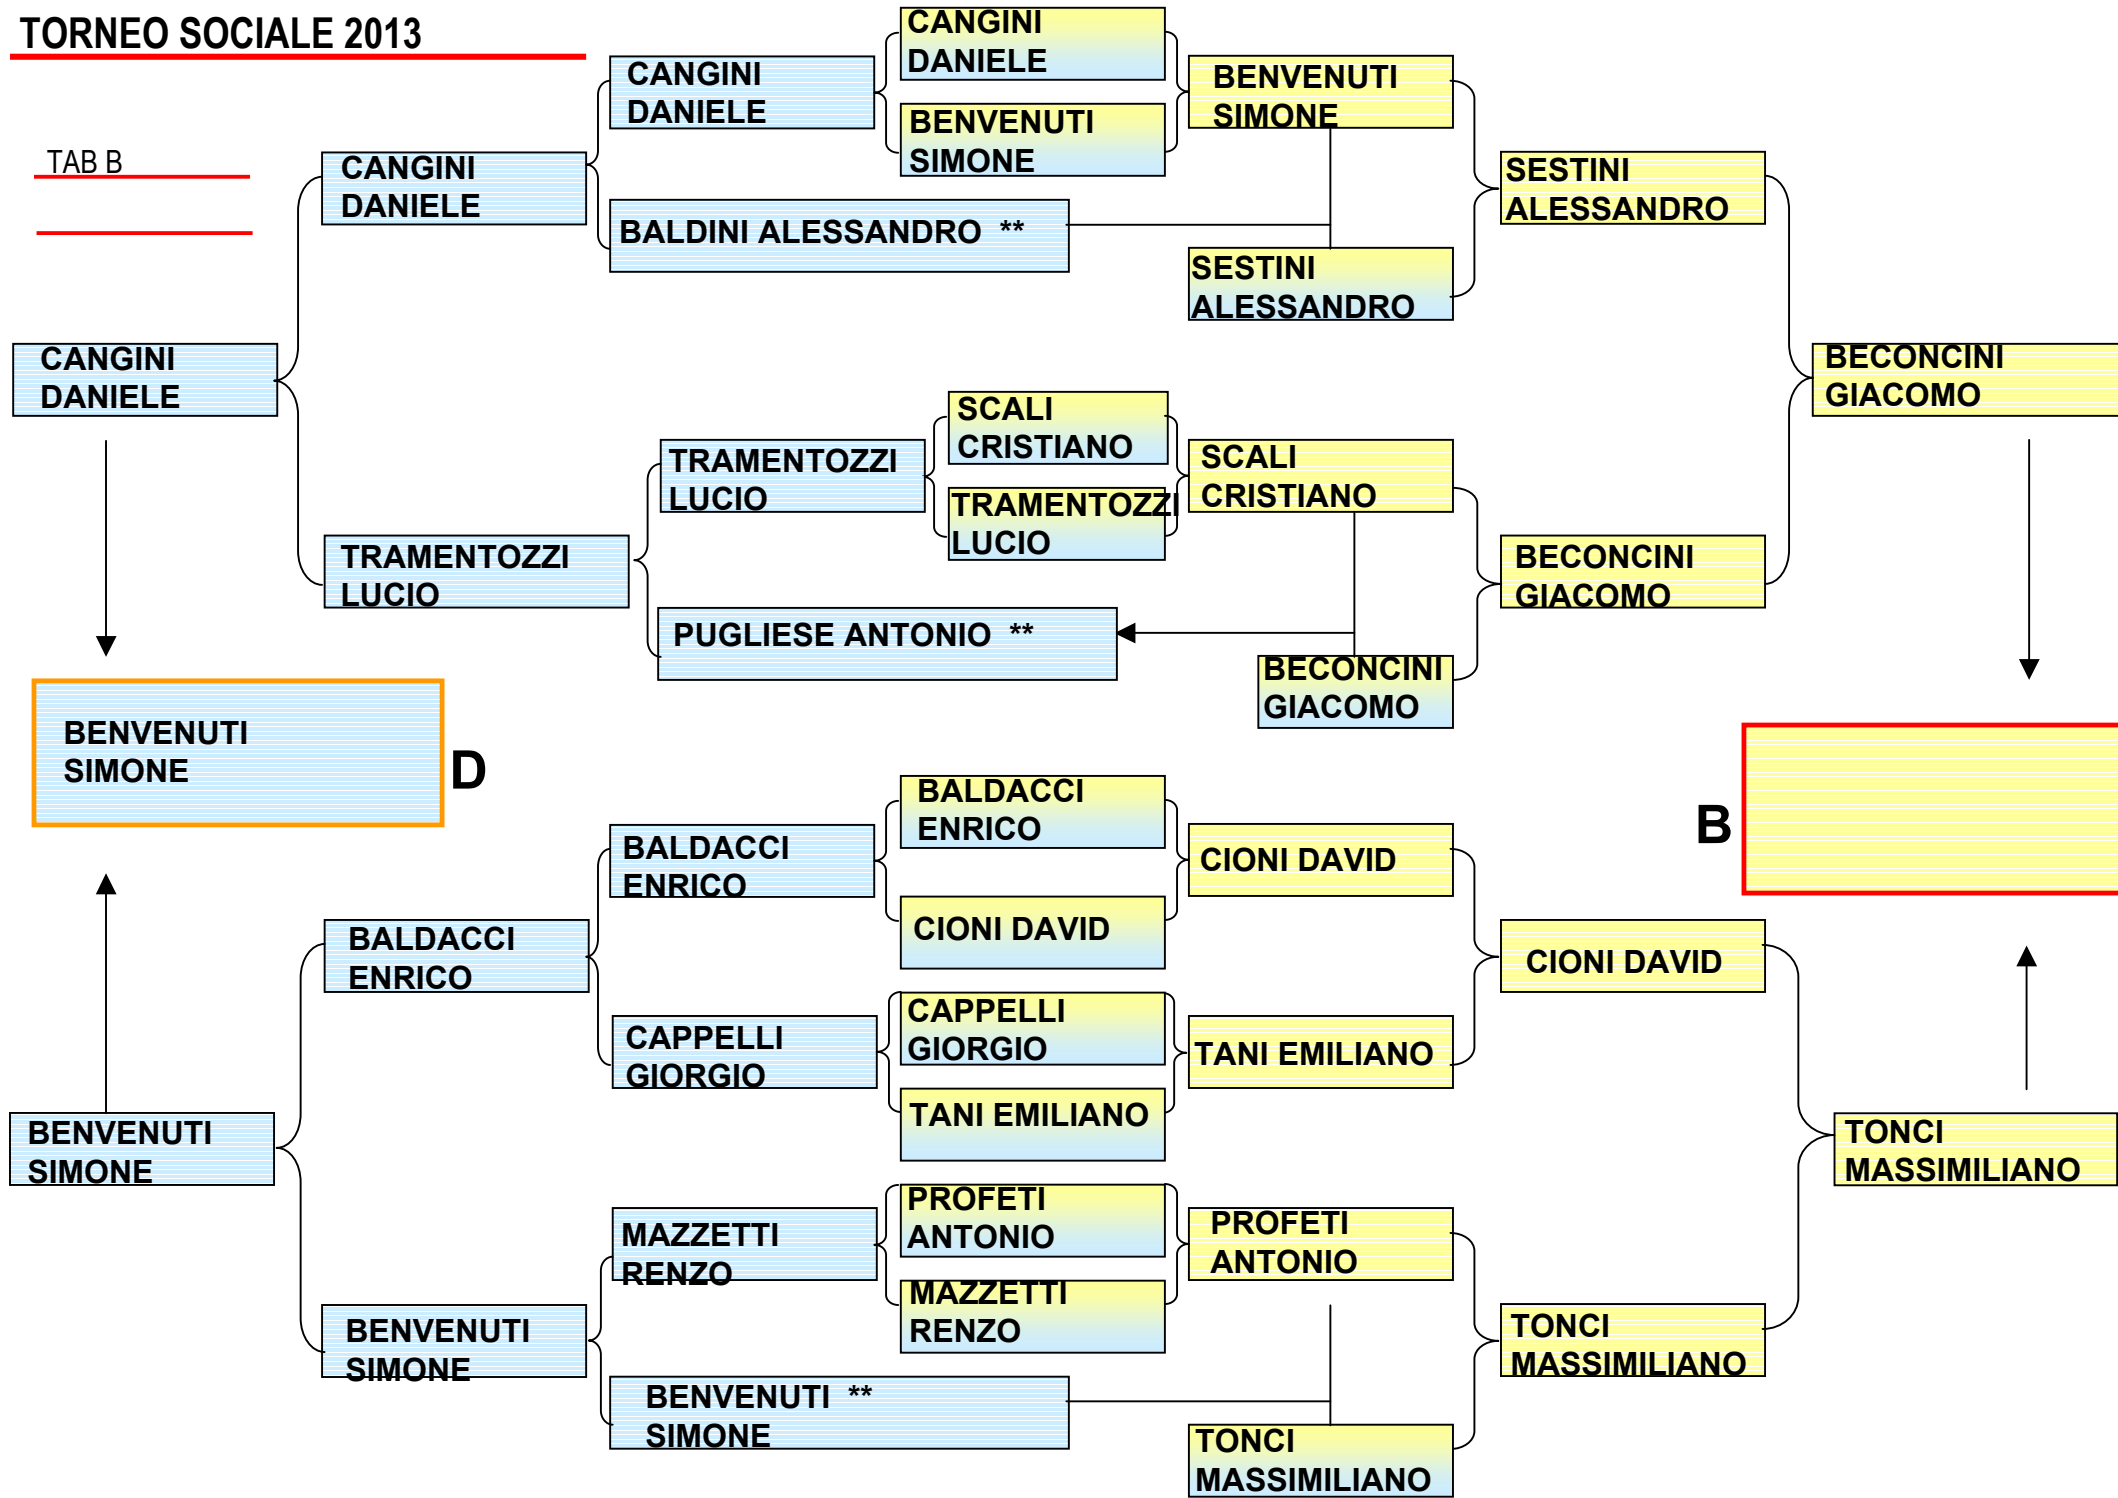 TORNEO SOCIALE 2013
TAB B
CANGINI
DANIELE
BENVENUTI
SIMONE
CANGINI
DANIELE
BENVENUTI
SIMONE
CANGINI
DANIELE
BALDINI ALESSANDRO **
SESTINI
ALESSANDRO
SESTINI
ALESSANDRO
CANGINI
DANIELE
BECONCINI
GIACOMO
SCALI
CRISTIANO
TRAMENTOZZI
LUCIO
SCALI
CRISTIANO
TRAMENTOZZI
LUCIO
TRAMENTOZZI
LUCIO
BECONCINI
GIACOMO
PUGLIESE ANTONIO **
BECONCINI
GIACOMO
BENVENUTI
SIMONE
D
B
BALDACCI
ENRICO
BALDACCI
ENRICO
CIONI DAVID
CIONI DAVID
BALDACCI
ENRICO
CIONI DAVID
CAPPELLI
GIORGIO
CAPPELLI
GIORGIO
TANI EMILIANO
TANI EMILIANO
BENVENUTI
SIMONE
TONCI
MASSIMILIANO
PROFETI
ANTONIO
MAZZETTI
RENZO
PROFETI
ANTONIO
MAZZETTI
RENZO
BENVENUTI
SIMONE
TONCI
MASSIMILIANO
BENVENUTI **
SIMONE
TONCI
MASSIMILIANO